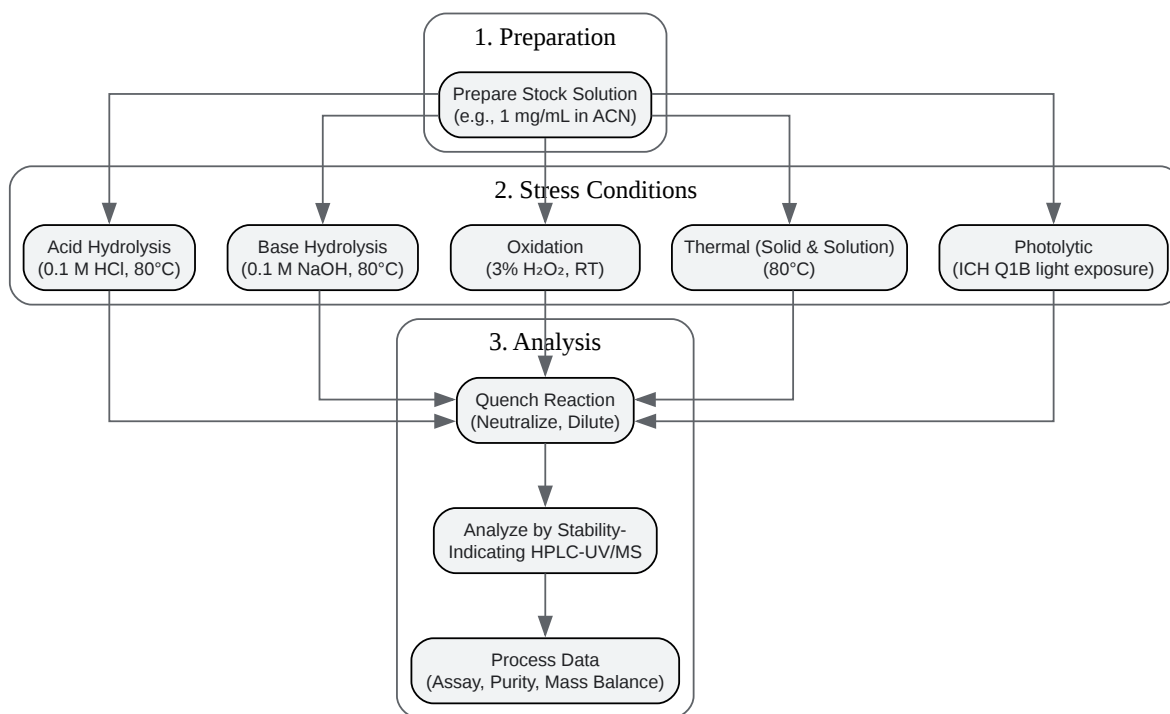 1. Preparation
Prepare Stock Solution
(e.g., 1 mg/mL in ACN)
2. Stress Conditions
Acid Hydrolysis
(0.1 M HCl, 80°C)
Base Hydrolysis
(0.1 M NaOH, 80°C)
Oxidation
(3% H₂O₂, RT)
Thermal (Solid & Solution)
(80°C)
Photolytic
(ICH Q1B light exposure)
3. Analysis
Quench Reaction
(Neutralize, Dilute)
Analyze by Stability-
Indicating HPLC-UV/MS
Process Data
(Assay, Purity, Mass Balance)